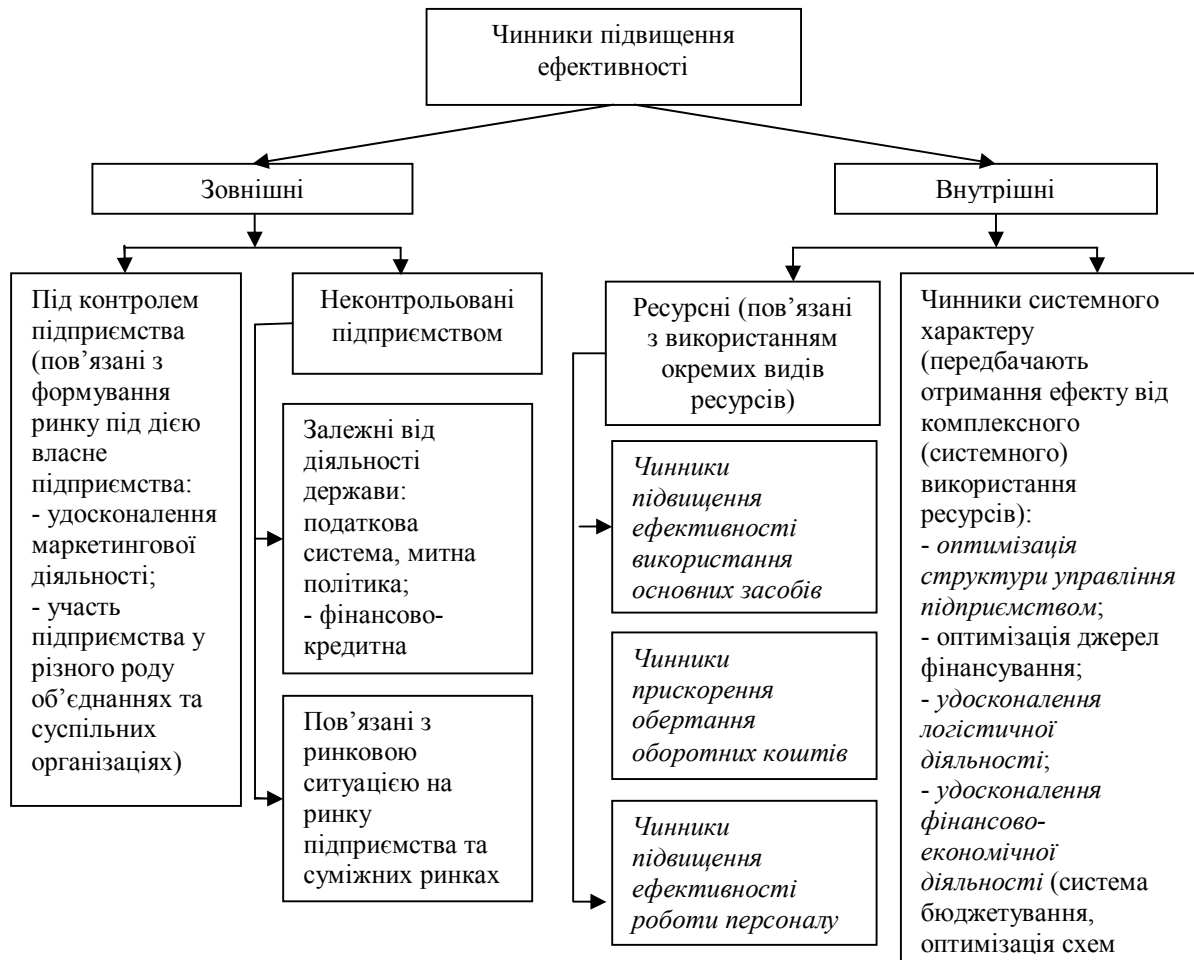 Чинники підвищення
ефективності
Зовнішні
Внутрішні
Під контролем
підприємства
(пов’язані з
формування
ринку під дією
власне
підприємства:
- удосконалення
маркетингової
діяльності;
- участь
підприємства у
різного роду
об’єднаннях та
суспільних
організаціях)
Неконтрольовані
підприємством
Залежні від
діяльності
держави:
податкова
система, митна
політика;
- фінансово-
кредитна
Пов’язані з
ринковою
ситуацією на
ринку
підприємства та
суміжних ринках
Ресурсні (пов’язані
з використанням
окремих видів
ресурсів)
Чинники
підвищення
ефективності
використання
основних засобів
Чинники
прискорення
обертання
оборотних коштів
Чинники
підвищення
ефективності
роботи персоналу
Чинники системного
характеру
(передбачають
отримання ефекту від
комплексного
(системного)
використання
ресурсів):
- оптимізація
структури управління
підприємством;
- оптимізація джерел
фінансування;
- удосконалення
логістичної
діяльності;
- удосконалення
фінансово-
економічної
діяльності (система
бюджетування,
оптимізація схем